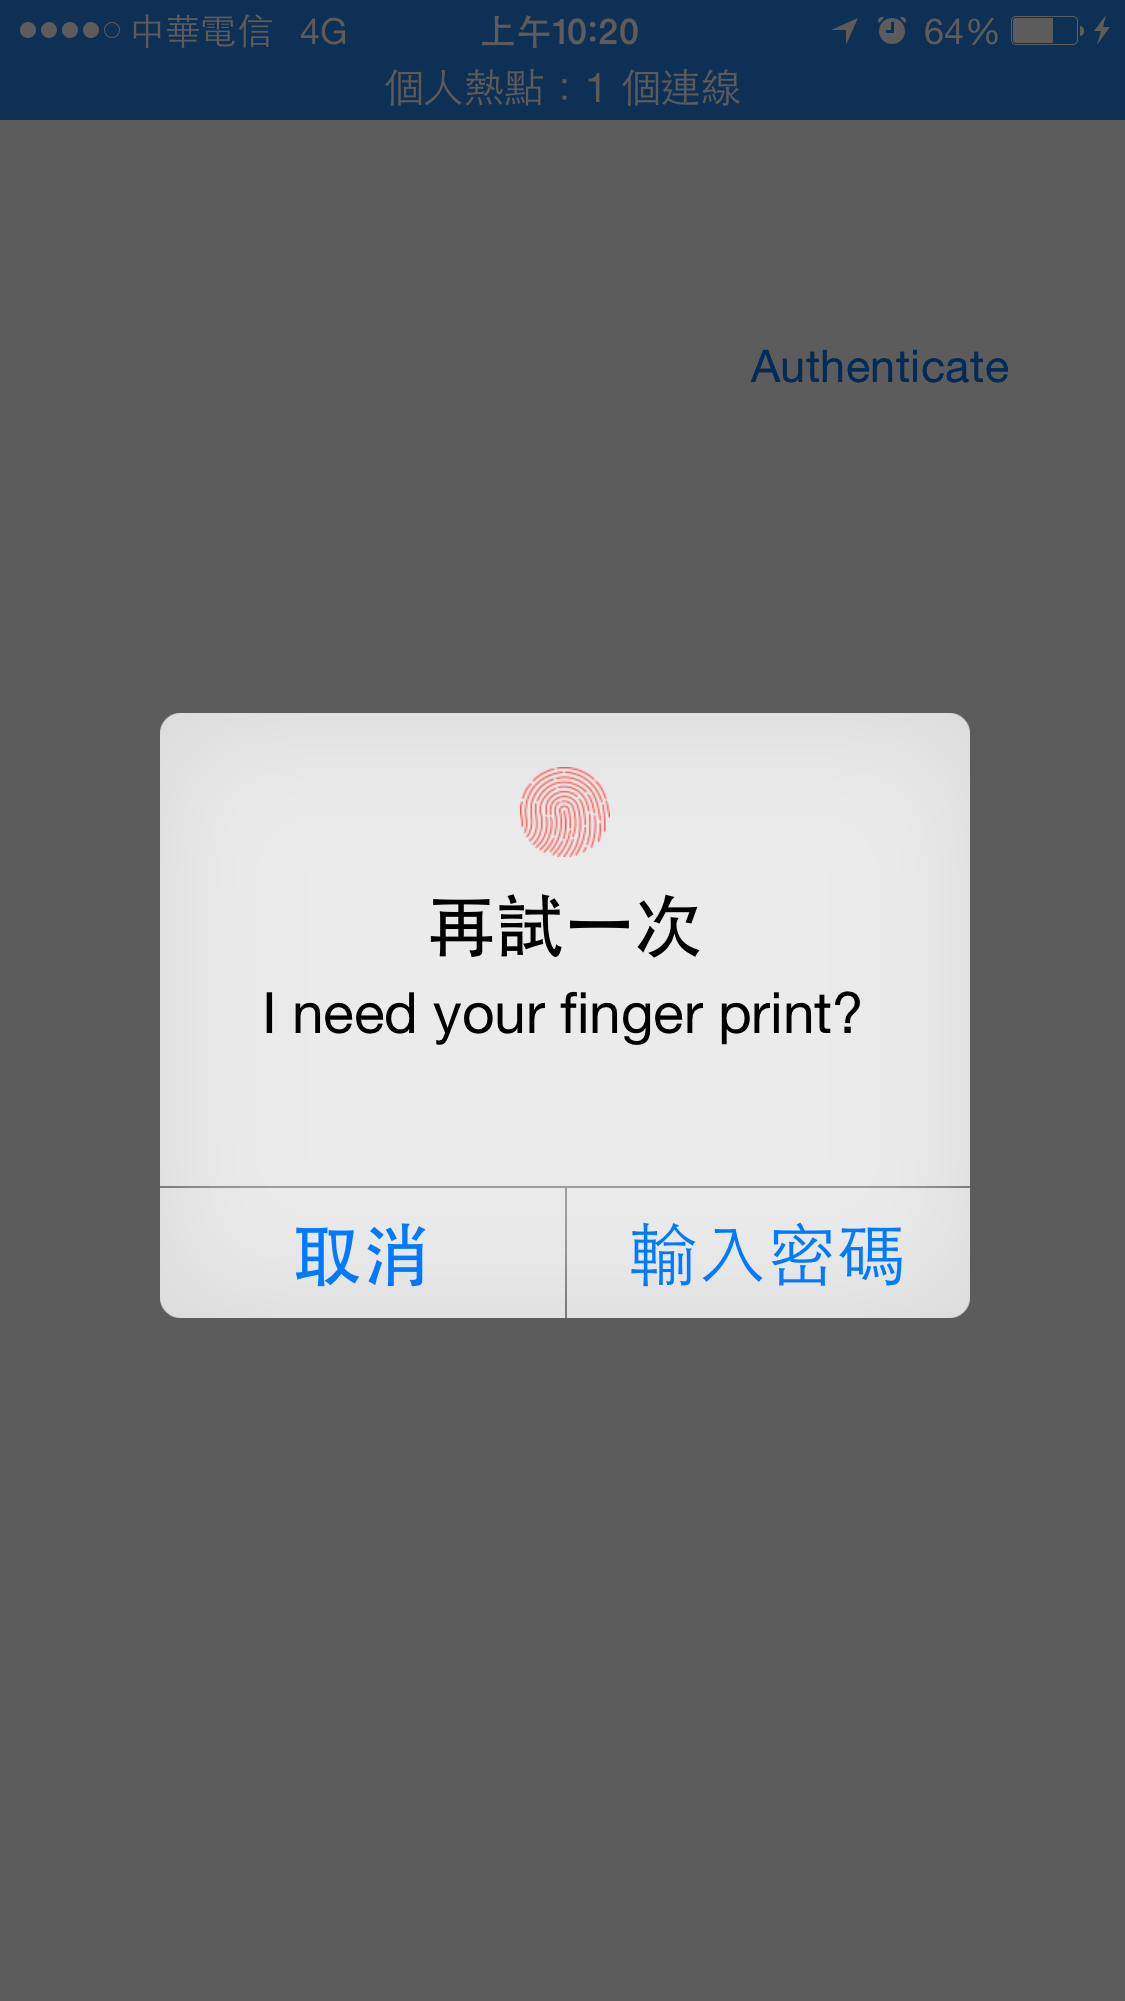 中華電信 4G 上午10:20 64%
個人熱點：1 個連線
Authenticate
再試一次
I need your finger print?
取消 輸入密碼